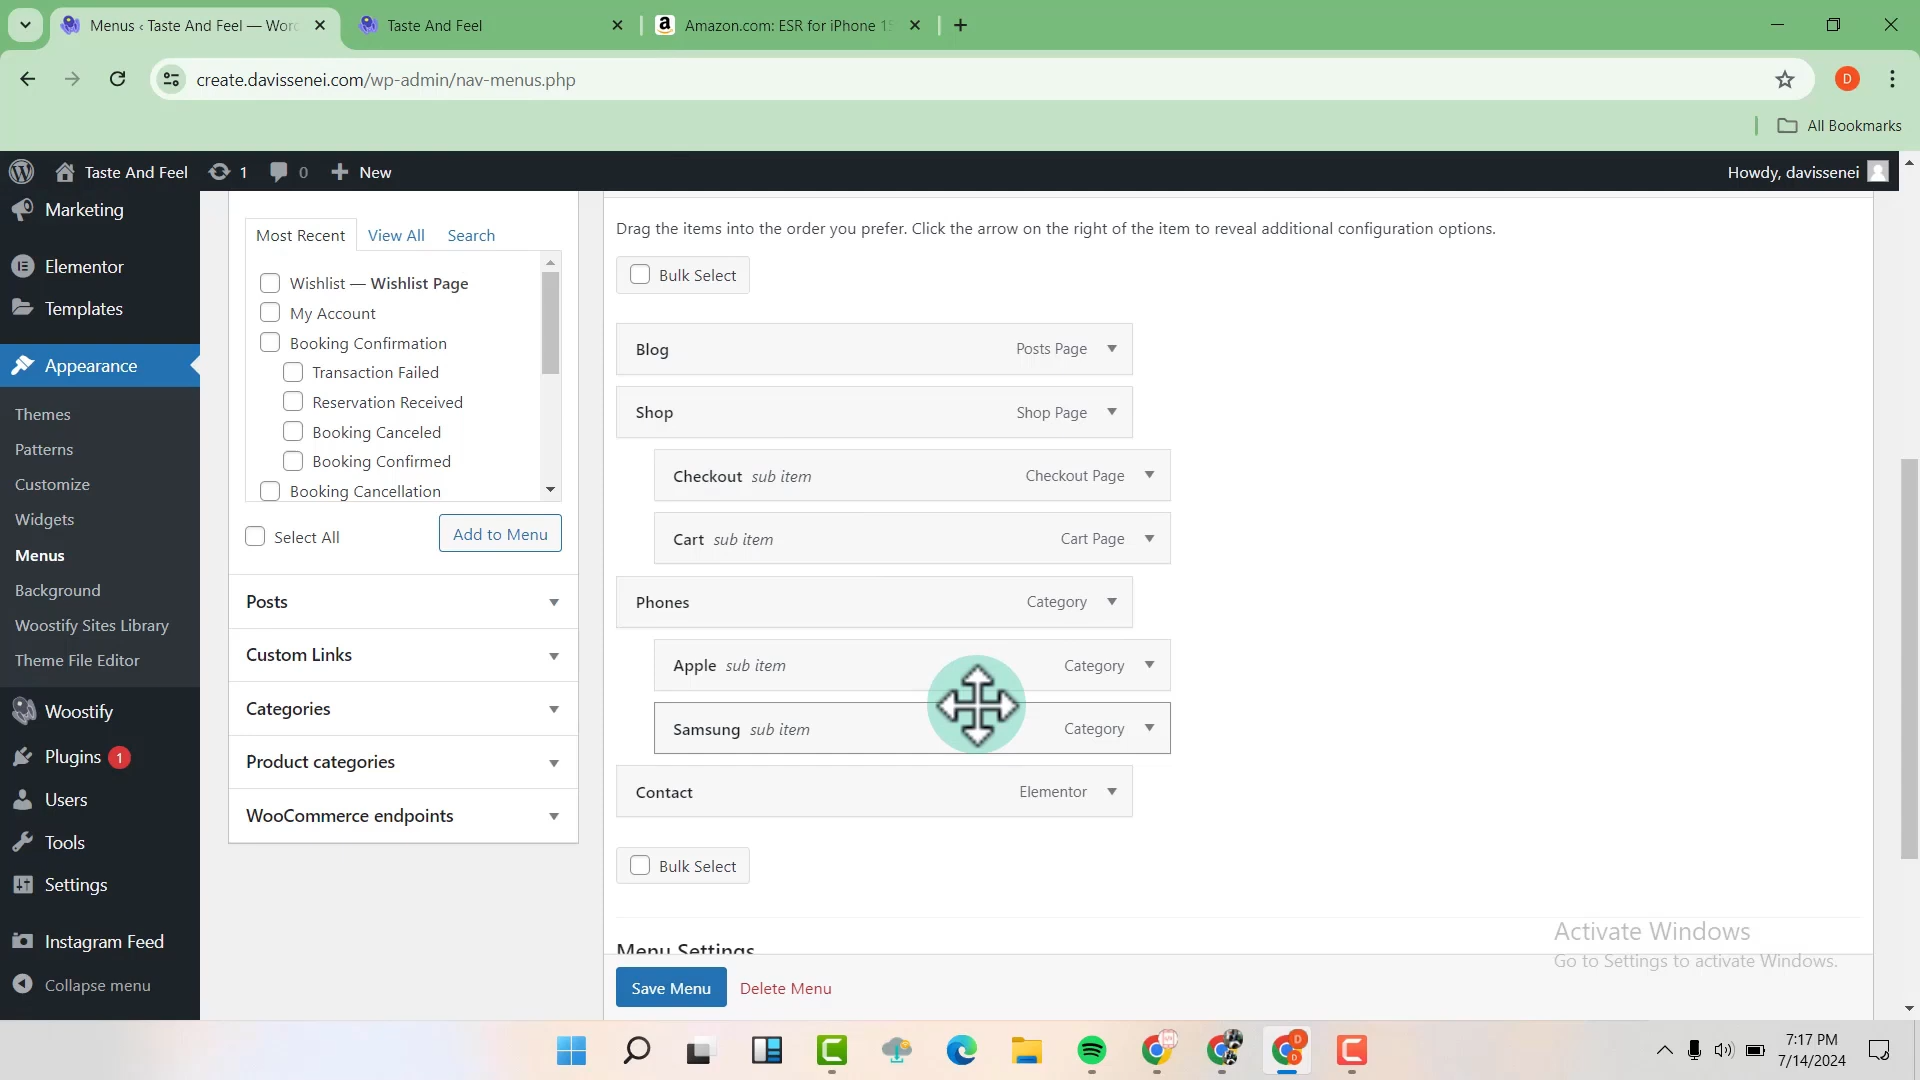 Menus ‹ Taste And Feel — Wor
Taste And Feel
Amazon.com: ESR for iPhone 15
create.davissenei.com/wp-admin/nav-menus.php
D
All Bookmarks
Taste And Feel
1
0
New
Howdy, davissenei
Marketing
Elementor
Templates
Appearance
Themes
Patterns
Customize
Widgets
Menus
Background
Woostify Sites Library
Theme File Editor
Woostify
Plugins 1
Users
Tools
Settings
Instagram Feed
Collapse menu
Most Recent
View All
Search
Wishlist — Wishlist Page
My Account
Booking Confirmation
Transaction Failed
Reservation Received
Booking Canceled
Booking Confirmed
Booking Cancellation
Select All
Add to Menu
Posts
Custom Links
Categories
Product categories
WooCommerce endpoints
Drag the items into the order you prefer. Click the arrow on the right of the item to reveal additional configuration options.
Bulk Select
Blog Posts Page
Shop Shop Page
Checkout sub item Checkout Page
Cart sub item Cart Page
Phones Category
Apple sub item Category
Samsung sub item Category
Contact Elementor
Bulk Select
Menu Settings
Save Menu
Delete Menu
Activate Windows
Go to Settings to activate Windows.
7:17 PM
7/14/2024